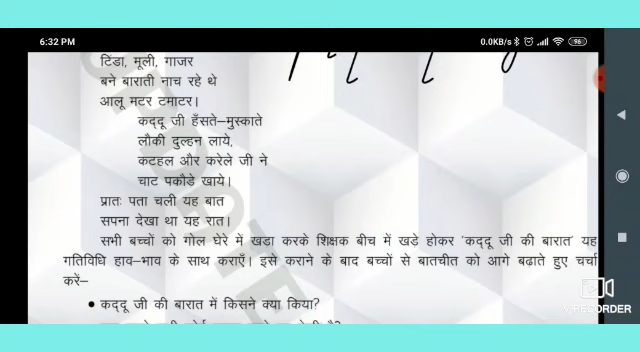 6:32 PM
0.0KB/s
96
टिंडा, मूली, गाजर
बने बाराती नाच रहे थे
आलू मटर टमाटर।
कद्दू जी हँसते–मुस्काते
लौकी दुल्हन लाये,
कटहल और करेले जी ने
चाट पकौडे खाये।
प्रातः पता चली यह बात
सपना देखा था यह रात।
सभी बच्चों को गोल घेरे में खडा करके शिक्षक बीच में खडे होकर 'कद्दू जी की बारात' यह
गतिविधि हाव–भाव के साथ कराएँ। इसे कराने के बाद बच्चों से बातचीत को आगे बढाते हुए चर्चा
करें–
• कद्दू जी की बारात में किसने क्या किया?
V RECORDER